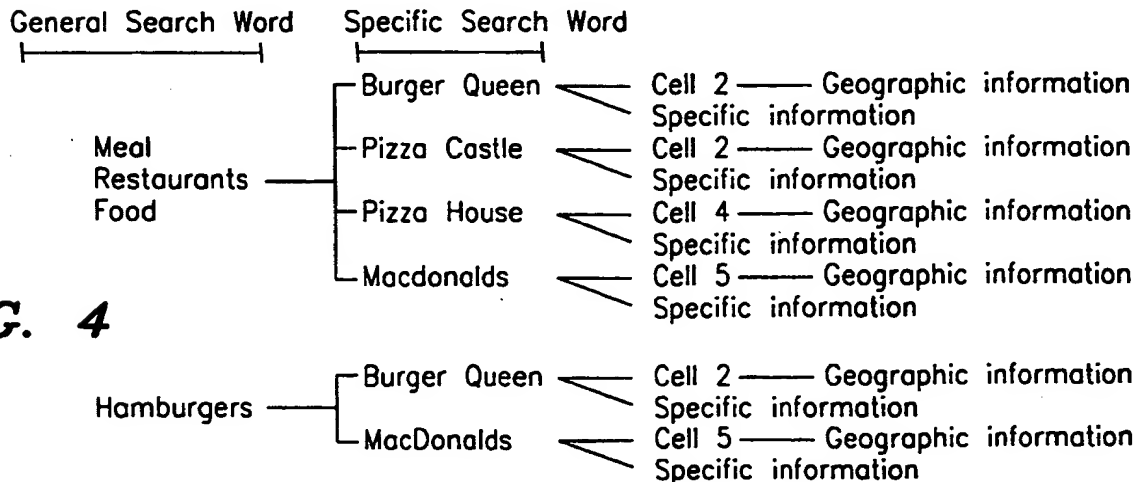 General Search Word Specific Search Word
Burger Queen Cell 2 Geographic information
Specific information
Meal Pizza Castle Cell 2 Geographic information
Restaurants Specific information
Food Pizza House Cell 4 Geographic information
Specific information
Macdonalds Cell 5 Geographic information
Specific information
G. 4
Burger Queen Cell 2 Geographic information
Hamburgers Specific information
MacDonalds Cell 5 Geographic information
Specific information